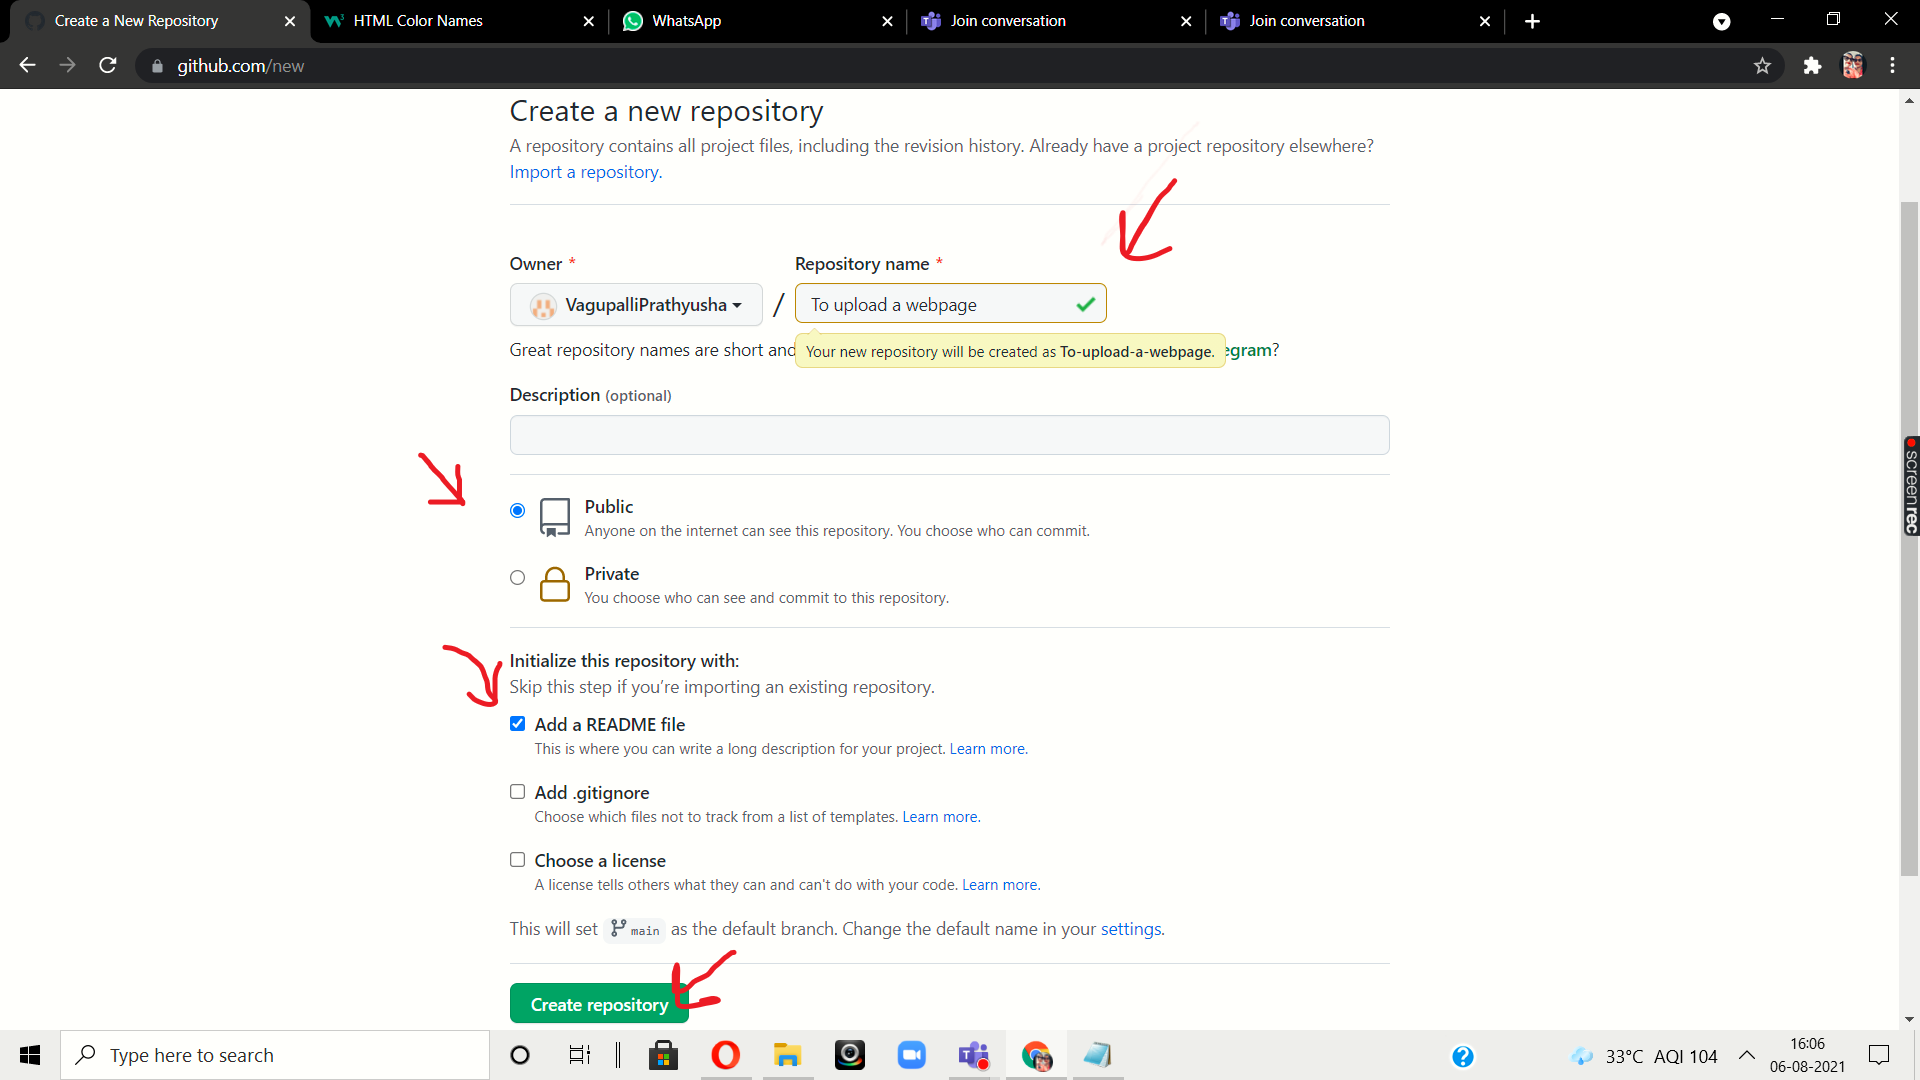 Create a New Repository
HTML Color Names
WhatsApp
Join conversation
Join conversation
github.com/new
Create a new repository
A repository contains all project files, including the revision history. Already have a project repository elsewhere?
Import a repository.
Owner *
Repository name *
VagupalliPrathyusha / To upload a webpage
Great repository names are short and
Your new repository will be created as To-upload-a-webpage.
egram?
Description (optional)
Public
Anyone on the internet can see this repository. You choose who can commit.
Private
You choose who can see and commit to this repository.
Initialize this repository with:
Skip this step if you’re importing an existing repository.
Add a README file
This is where you can write a long description for your project. Learn more.
Add .gitignore
Choose which files not to track from a list of templates. Learn more.
Choose a license
A license tells others what they can and can't do with your code. Learn more.
This will set main as the default branch. Change the default name in your settings.
Create repository
screenrec
Type here to search
33°C AQI 104
16:06
06-08-2021